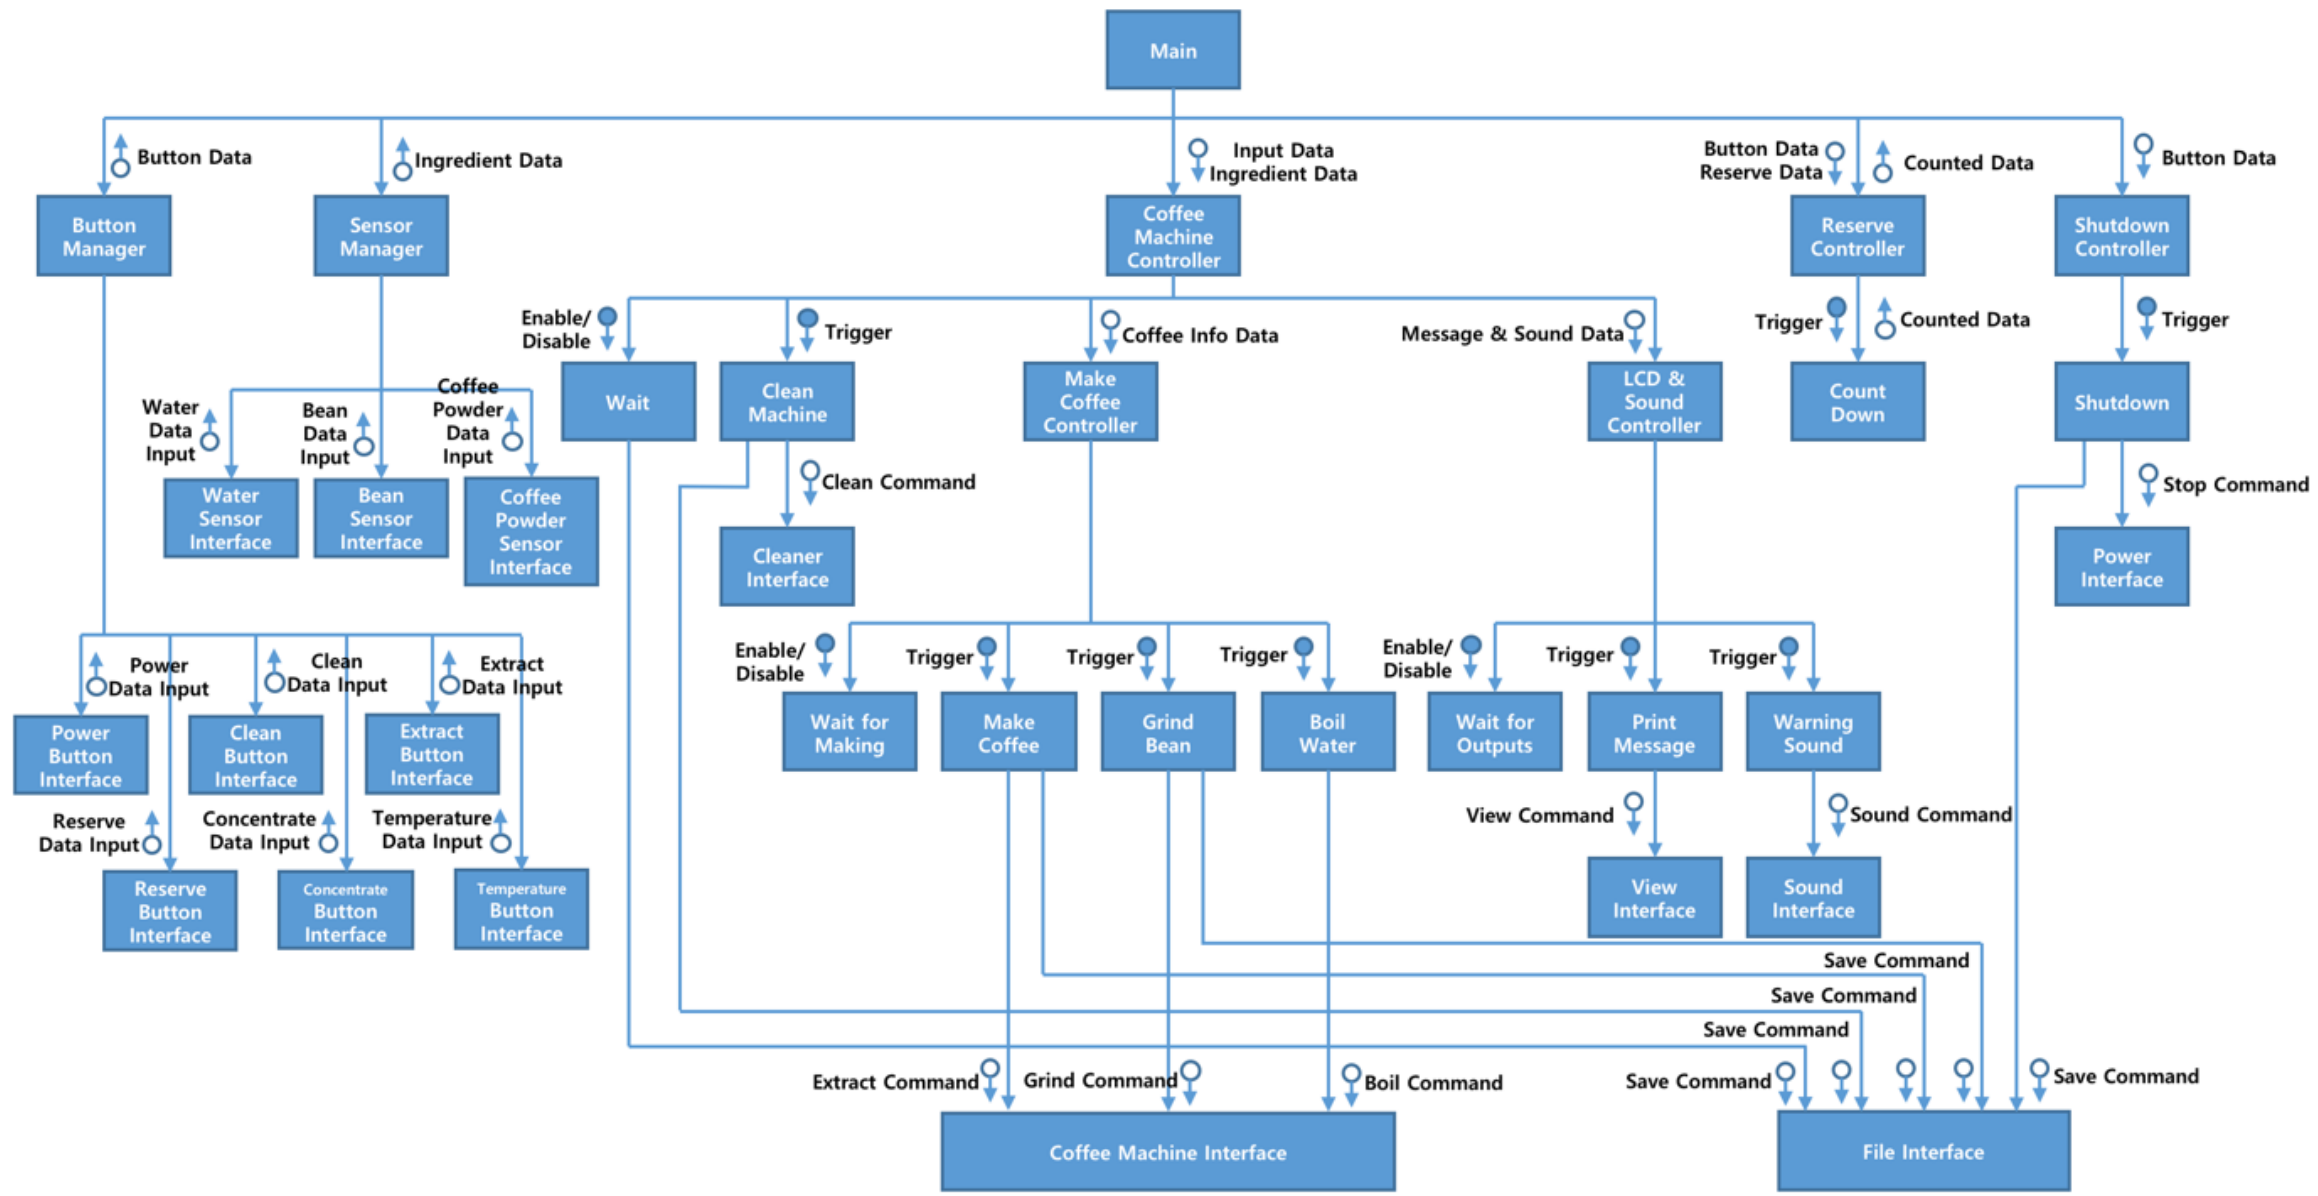 Main
Button Data
Ingredient Data
Input Data
Ingredient Data
Button Data
Reserve Data
Counted Data
Button Data
Button
Manager
Sensor
Manager
Coffee
Machine
Controller
Reserve
Controller
Shutdown
Controller
Enable/
Disable
Trigger
Coffee Info Data
Message & Sound Data
Trigger
Counted Data
Trigger
Wait
Clean
Machine
Make
Coffee
Controller
LCD &
Sound
Controller
Count
Down
Shutdown
Water
Data
Input
Bean
Data
Input
Coffee
Powder
Data
Input
Clean Command
Stop Command
Water
Sensor
Interface
Bean
Sensor
Interface
Coffee
Powder
Sensor
Interface
Cleaner
Interface
Power
Interface
Power
Data Input
Clean
Data Input
Extract
Data Input
Enable/
Disable
Trigger
Trigger
Trigger
Enable/
Disable
Trigger
Trigger
Power
Button
Interface
Clean
Button
Interface
Extract
Button
Interface
Wait for
Making
Make
Coffee
Grind
Bean
Boil
Water
Wait for
Outputs
Print
Message
Warning
Sound
Reserve
Data Input
Concentrate
Data Input
Temperature
Data Input
View Command
Sound Command
Reserve
Button
Interface
Concentrate
Button
Interface
Temperature
Button
Interface
View
Interface
Sound
Interface
Save Command
Save Command
Save Command
Extract Command
Grind Command
Boil Command
Save Command
Save Command
Coffee Machine Interface
File Interface